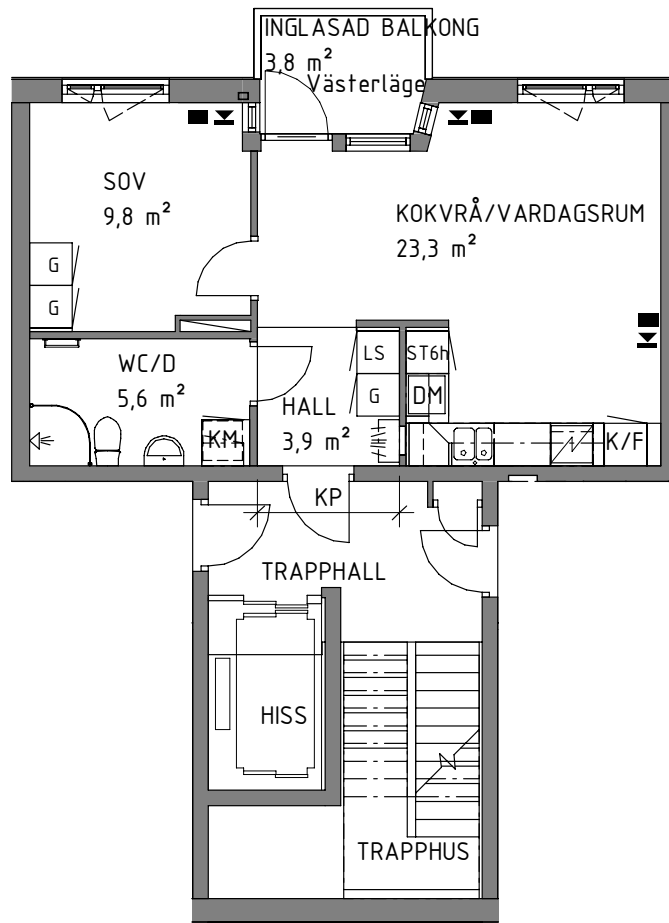 INGLASAD BALKONG
3,8 m²
Västerläge
SOV
9,8 m²
KOKVRÅ/VARDAGSRUM
23,3 m²
G
G
WC/D
5,6 m²
LS
ST6h
G
DM
HALL
3,9 m²
KM
K/F
KP
TRAPPHALL
HISS
TRAPPHUS